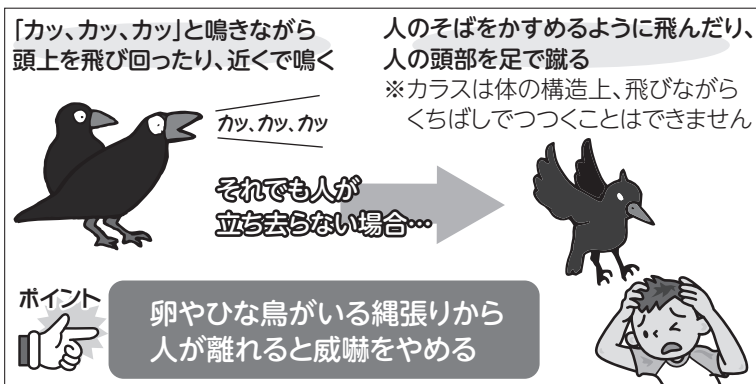 「カッ、カッ、カッ」と鳴きながら
頭上を飛び回ったり、近くで鳴く
カッ、カッ、カッ
それでも人が
立ち去らない場合…
人のそばをかすめるように飛んだり、
人の頭部を足で蹴る
※カラスは体の構造上、飛びながら
くちばしでつつくことはできません
ポイント
卵やひな鳥がいる縄張りから
人が離れると威嚇をやめる